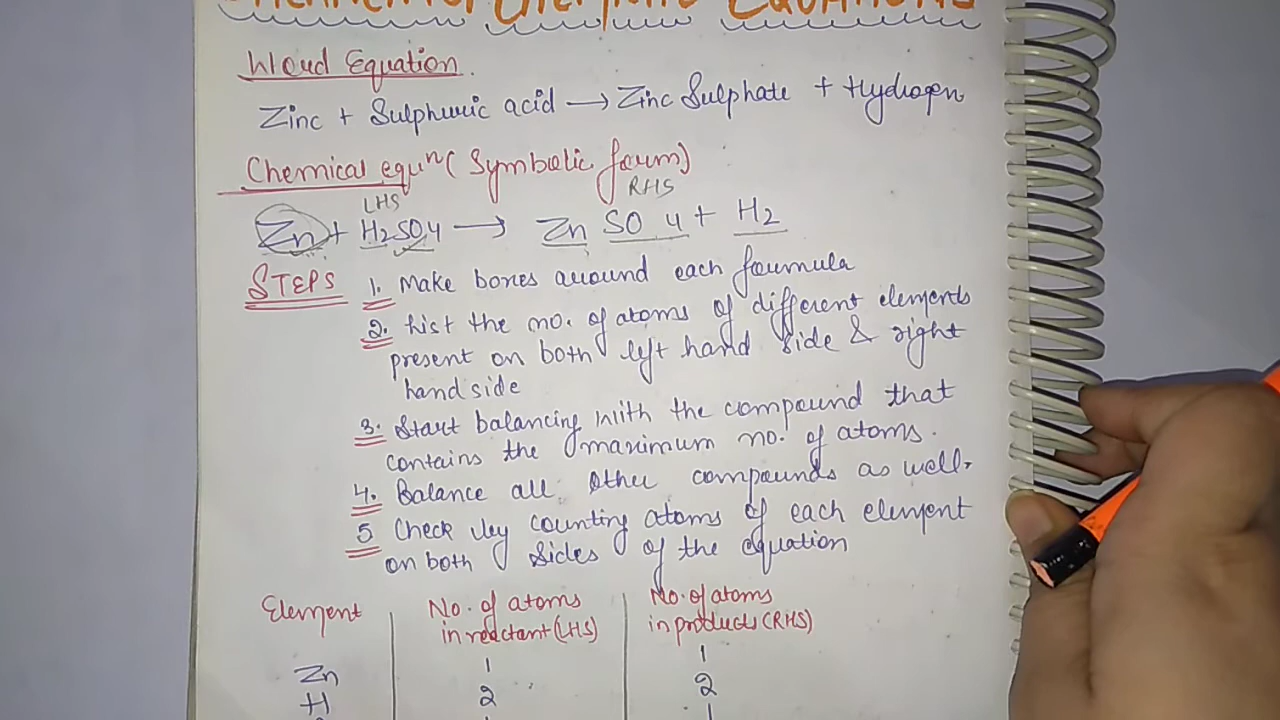 Chemical Equations
Word Equation
Zinc + Sulphuric acid → Zinc Sulphate + Hydrogen
Chemical equⁿ (Symbolic form)
LHS RHS
Zn + H2SO4 → Zn SO 4 + H2
STEPS 1. Make boxes around each formula
2. List the no. of atoms of different elements
present on both left hand side & right
hand side
3. Start balancing with the compound that
contains the maximum no. of atoms.
4. Balance all other compounds as well.
5 Check by counting atoms of each element
on both sides of the equation
Element No. of atoms in reactant (LHS) No. of atoms in products (RHS)
Zn 1 1
H 2 2